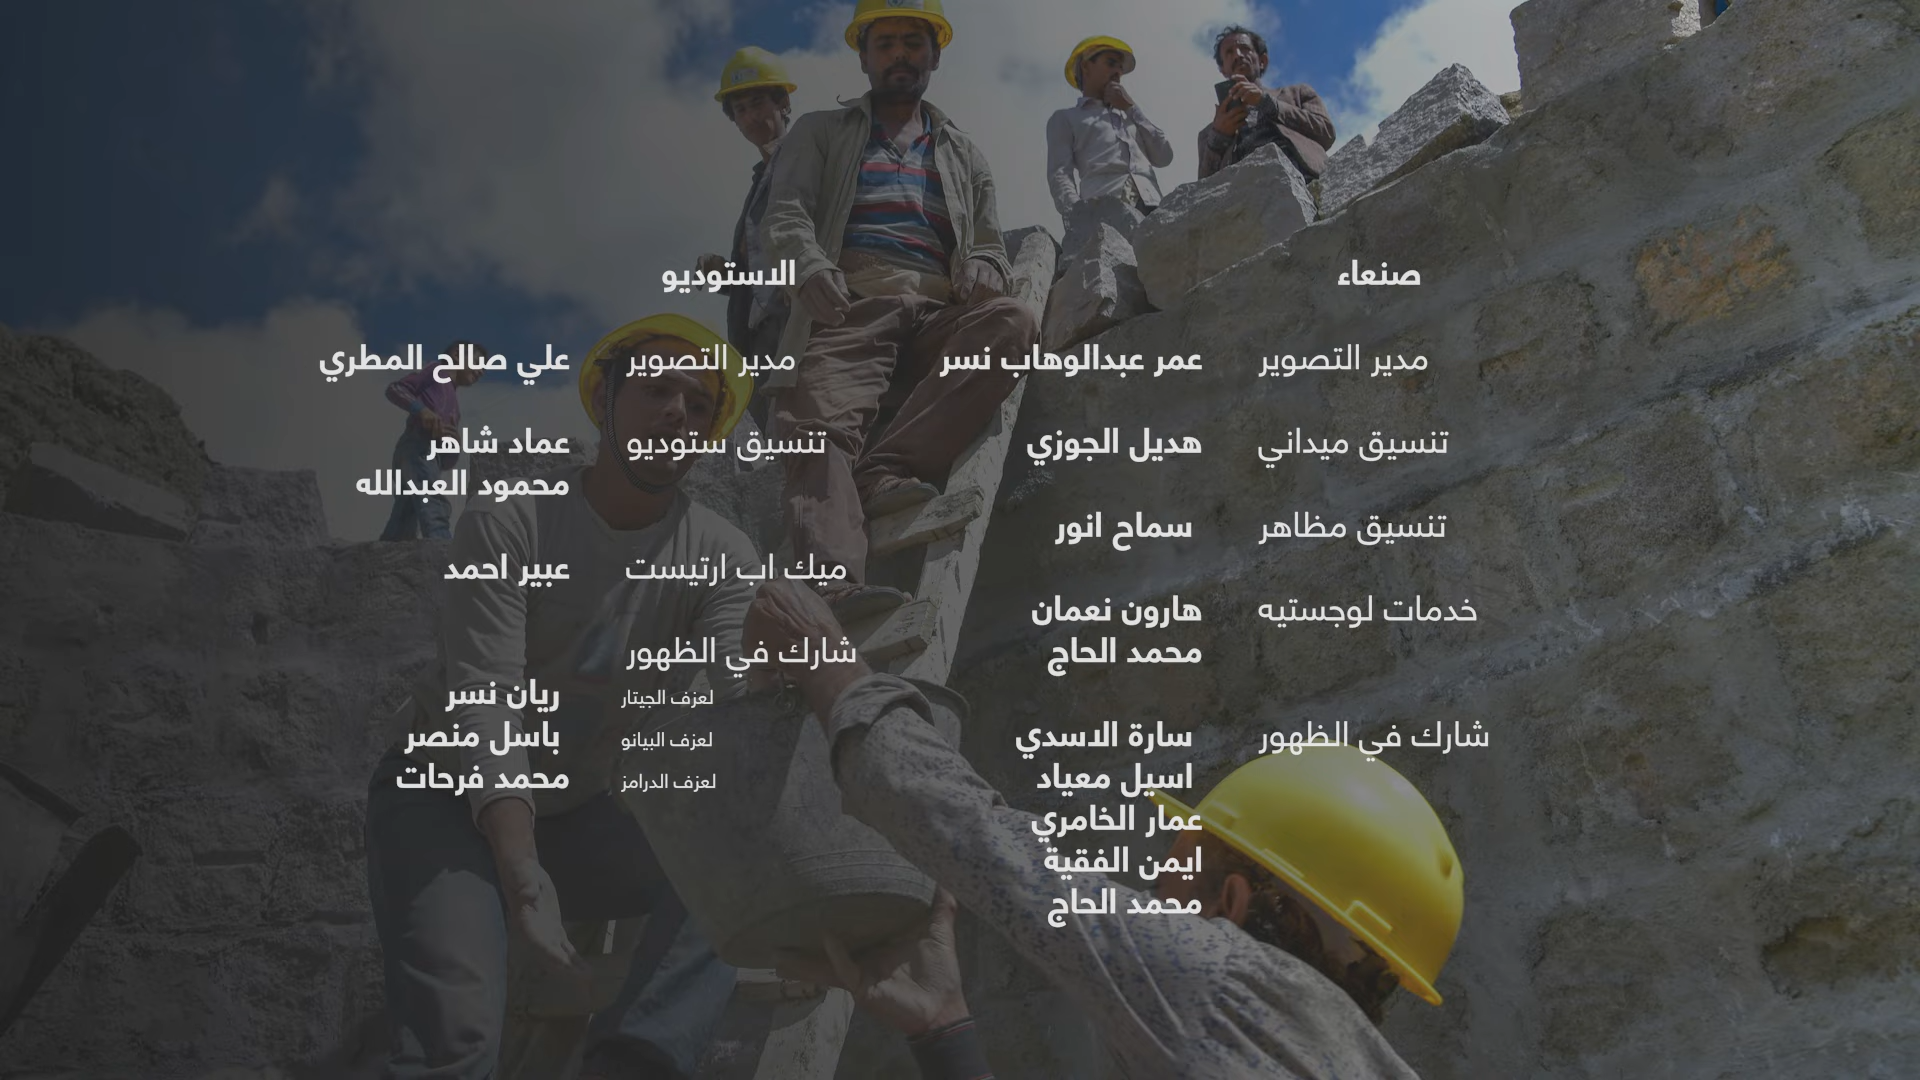 صنعاء
مدير التصوير عمر عبدالوهاب نسر
تنسيق ميداني هديل الجوزي
تنسيق مظاهر سماح انور
خدمات لوجستيه هارون نعمان
محمد الحاج
شارك في الظهور سارة الاسدي
اسيل معياد
عمار الخامري
ايمن الفقية
محمد الحاج
الاستوديو
مدير التصوير علي صالح المطري
تنسيق ستوديو عماد شاهر
محمود العبدالله
ميك اب ارتيست عبير احمد
شارك في الظهور
لعزف الجيتار ريان نسر
لعزف البيانو باسل منصر
لعزف الدرامز محمد فرحات